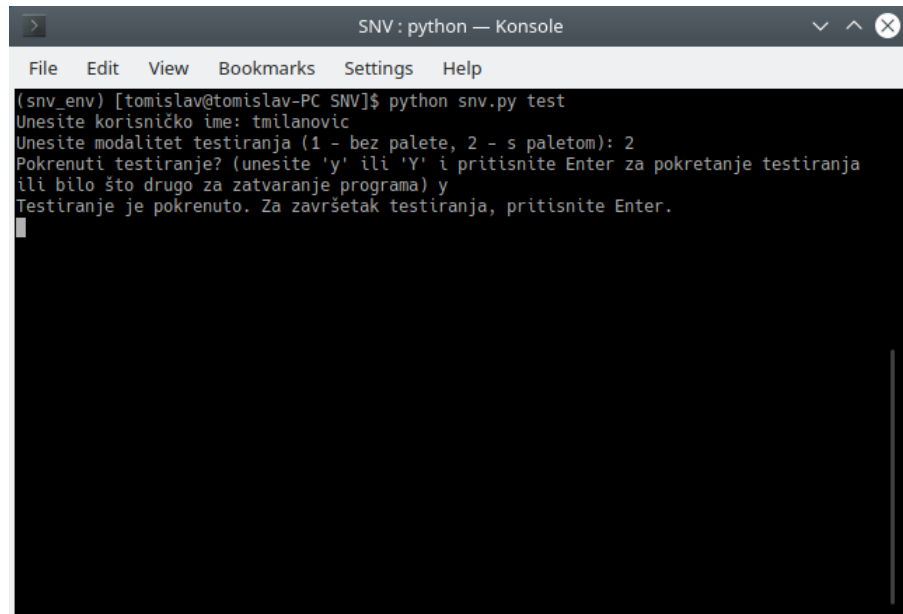 SNV : python — Konsole
File Edit View Bookmarks Settings Help
(snv_env) [tomislav@tomislav-PC SNV]$ python snv.py test
Unesite korisničko ime: tmilanovic
Unesite modalitet testiranja (1 - bez palete, 2 - s paletom): 2
Pokrenuti testiranje? (unesite 'y' ili 'Y' i pritisnite Enter za pokretanje testiranja
ili bilo što drugo za zatvaranje programa) y
Testiranje je pokrenuto. Za završetak testiranja, pritisnite Enter.